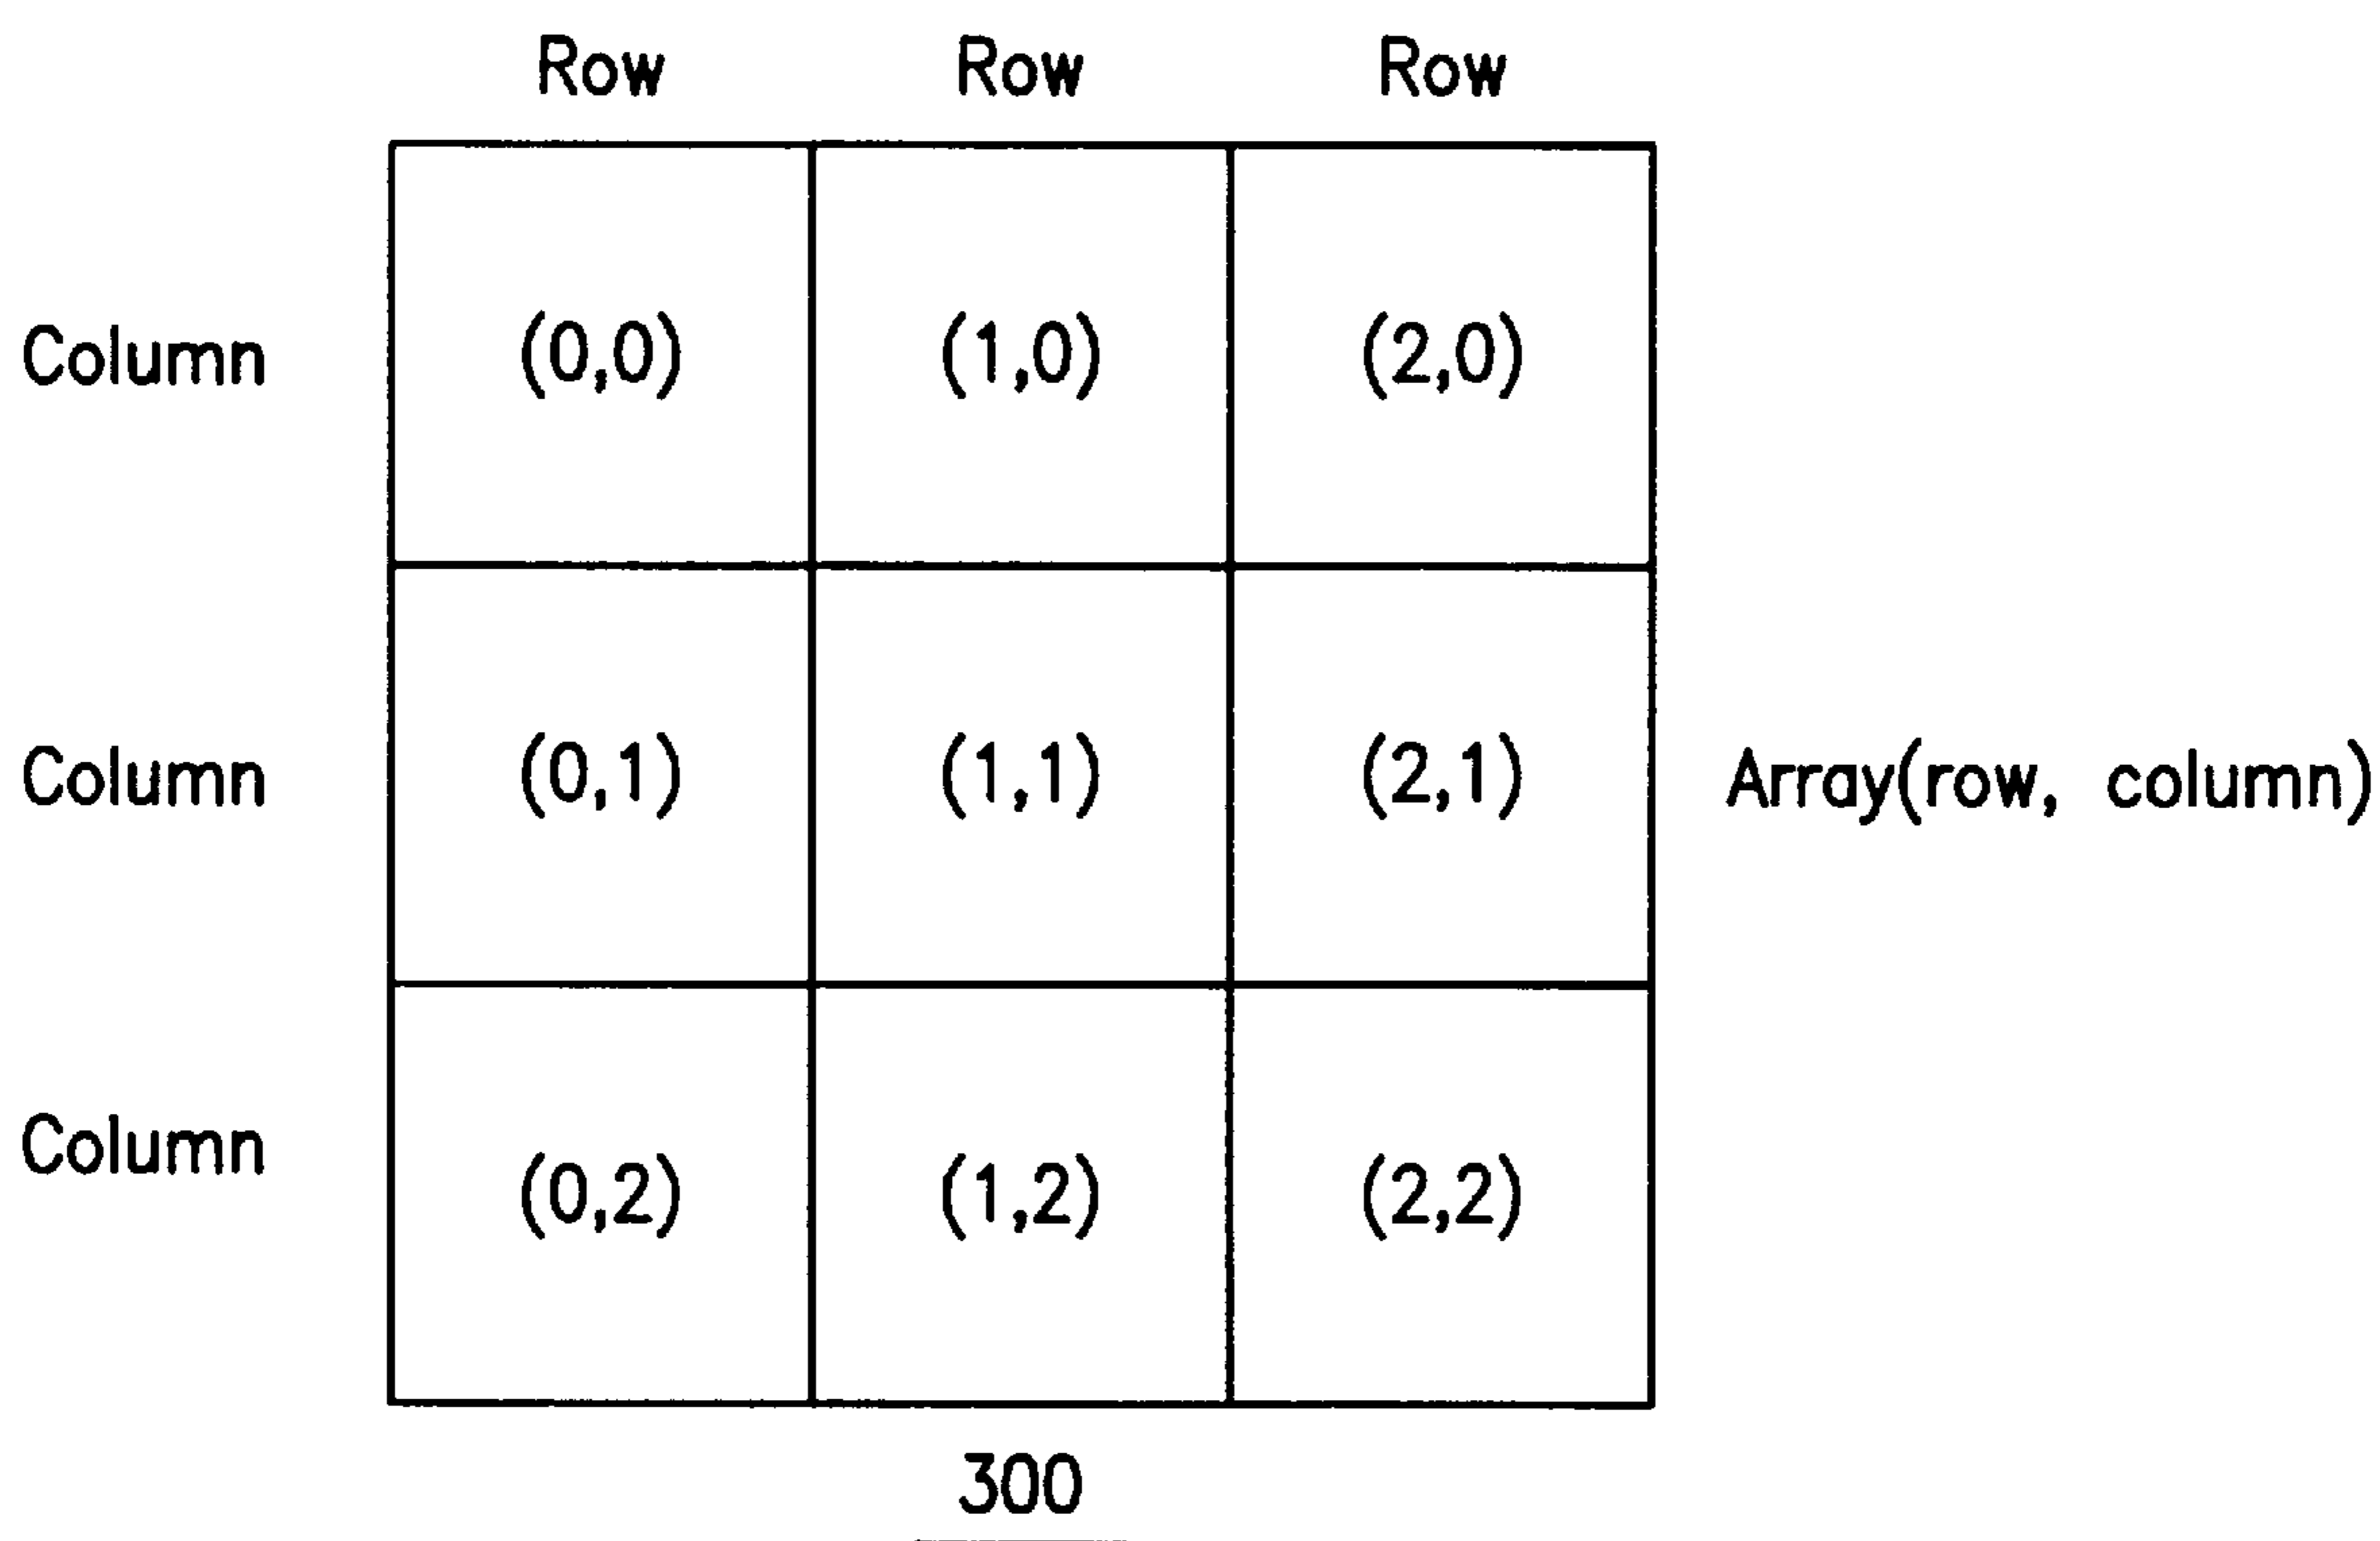 Row Row Row
Column (0,0) (1,0) (2,0)
Column (0,1) (1,1) (2,1) Array(row, column)
Column (0,2) (1,2) (2,2)
300